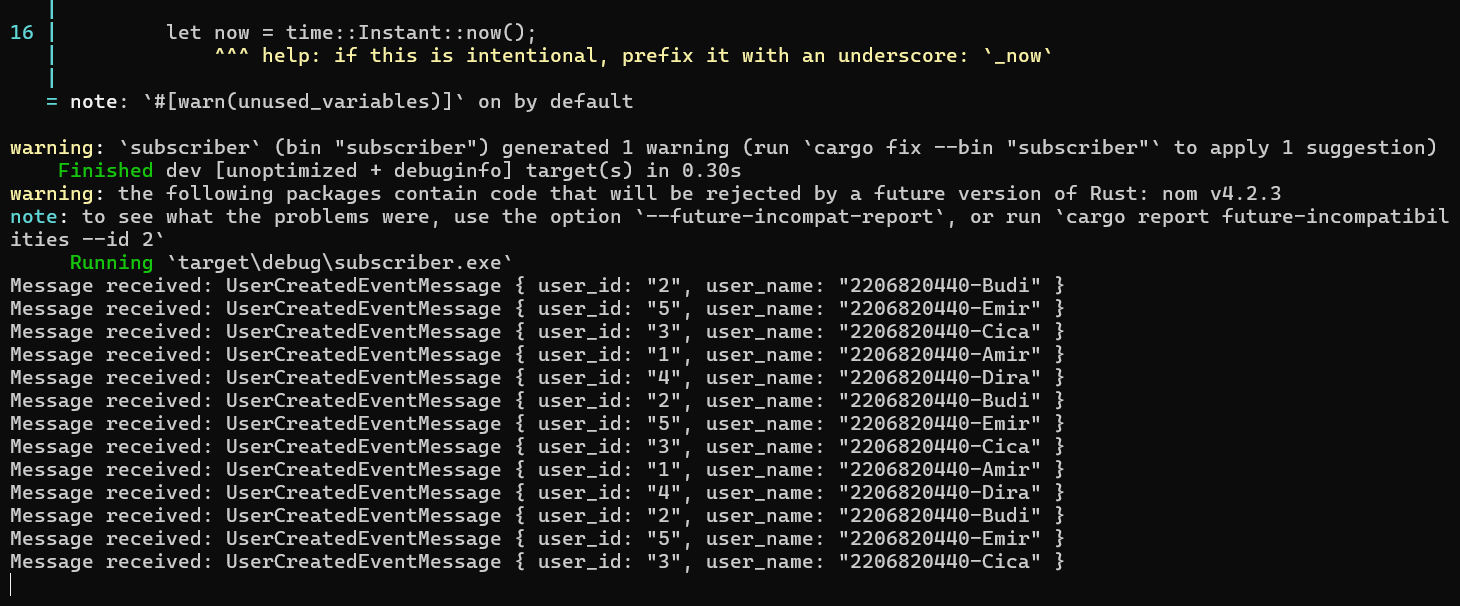 |
16 |         let now = time::Instant::now();
   |             ^^^ help: if this is intentional, prefix it with an underscore: `_now`
   |
   = note: `#[warn(unused_variables)]` on by default

warning: `subscriber` (bin "subscriber") generated 1 warning (run `cargo fix --bin "subscriber"` to apply 1 suggestion)
    Finished dev [unoptimized + debuginfo] target(s) in 0.30s
warning: the following packages contain code that will be rejected by a future version of Rust: nom v4.2.3
note: to see what the problems were, use the option `--future-incompat-report`, or run `cargo report future-incompatibil
ities --id 2`
     Running `target\debug\subscriber.exe`
Message received: UserCreatedEventMessage { user_id: "2", user_name: "2206820440-Budi" }
Message received: UserCreatedEventMessage { user_id: "5", user_name: "2206820440-Emir" }
Message received: UserCreatedEventMessage { user_id: "3", user_name: "2206820440-Cica" }
Message received: UserCreatedEventMessage { user_id: "1", user_name: "2206820440-Amir" }
Message received: UserCreatedEventMessage { user_id: "4", user_name: "2206820440-Dira" }
Message received: UserCreatedEventMessage { user_id: "2", user_name: "2206820440-Budi" }
Message received: UserCreatedEventMessage { user_id: "5", user_name: "2206820440-Emir" }
Message received: UserCreatedEventMessage { user_id: "3", user_name: "2206820440-Cica" }
Message received: UserCreatedEventMessage { user_id: "1", user_name: "2206820440-Amir" }
Message received: UserCreatedEventMessage { user_id: "4", user_name: "2206820440-Dira" }
Message received: UserCreatedEventMessage { user_id: "2", user_name: "2206820440-Budi" }
Message received: UserCreatedEventMessage { user_id: "5", user_name: "2206820440-Emir" }
Message received: UserCreatedEventMessage { user_id: "3", user_name: "2206820440-Cica" }